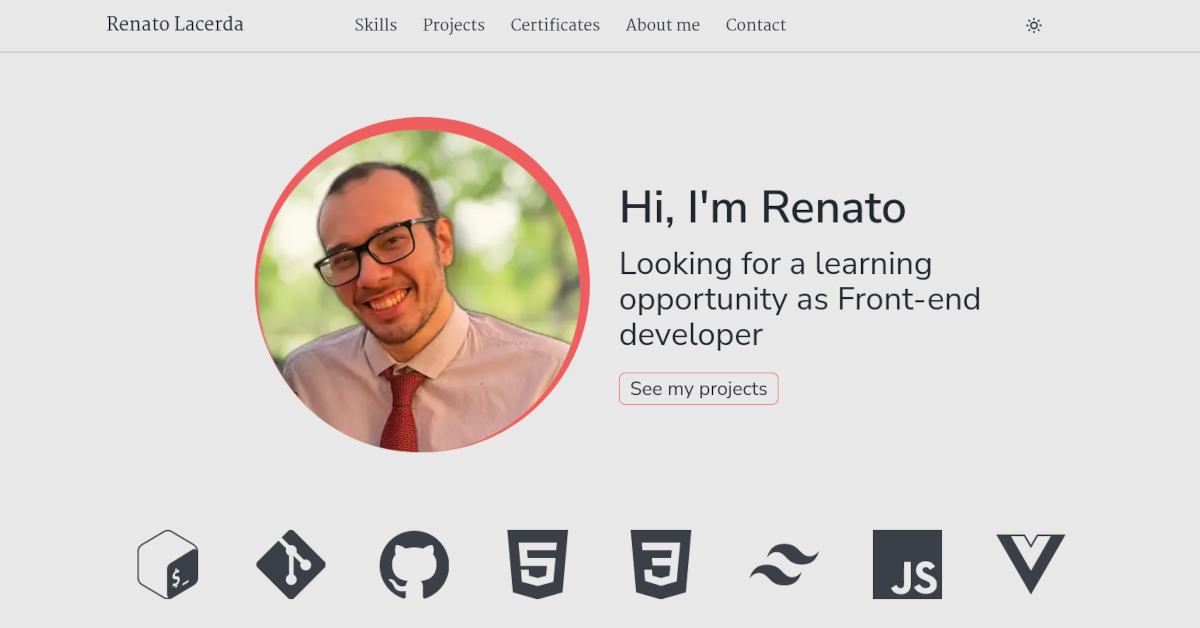 Renato Lacerda
Skills Projects Certificates About me Contact
Hi, I'm Renato
Looking for a learning
opportunity as Front-end
developer
See my projects
$_
5
3
JS